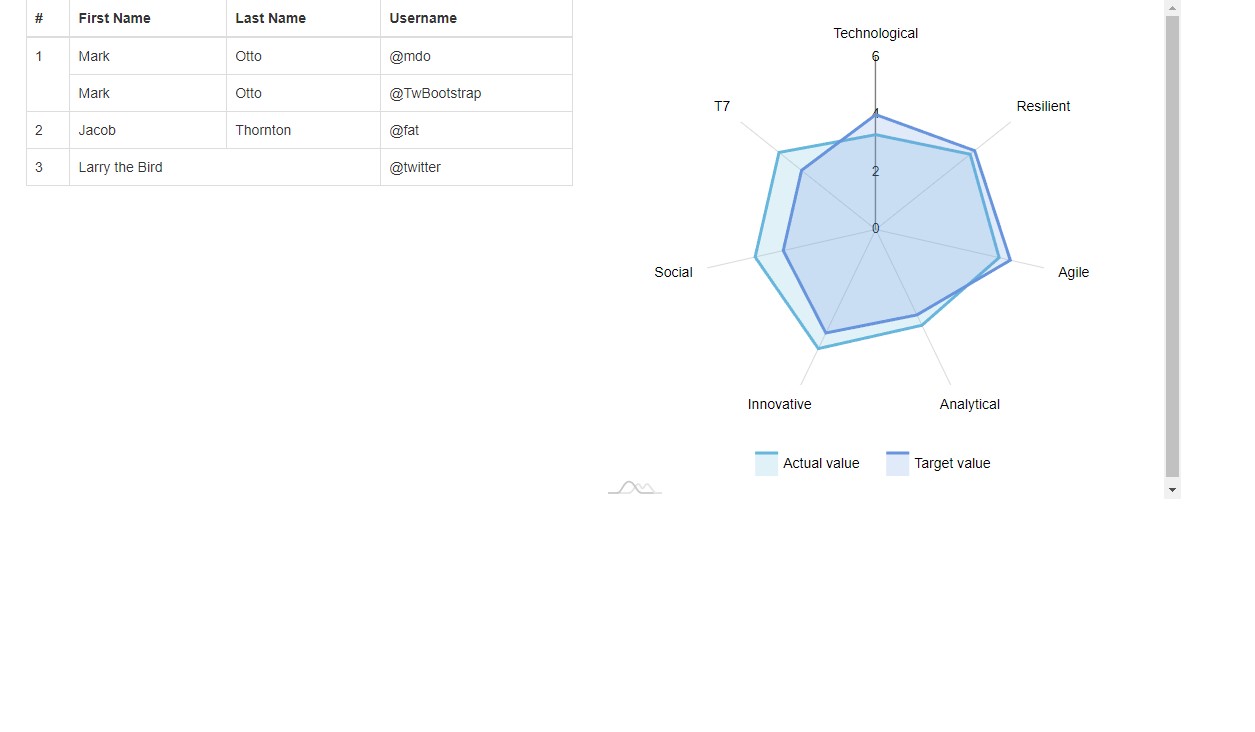 # First Name Last Name Username
1 Mark Otto @mdo
Mark Otto @TwBootstrap
2 Jacob Thornton @fat
3 Larry the Bird @twitter
Technological
6
T7
Resilient
4
2
0
Social
Agile
Innovative
Analytical
Actual value
Target value